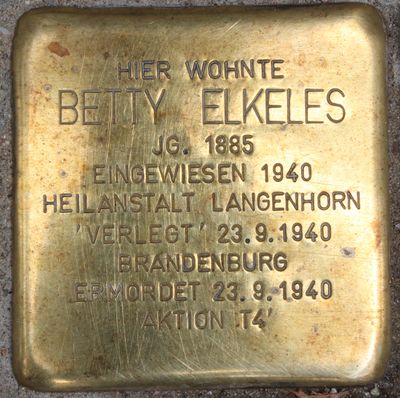 HIER WOHNTE
BETTY ELKELES
JG. 1885
EINGEWIESEN 1940
HEILANSTALT LANGENHORN
'VERLEGT' 23.9.1940
BRANDENBURG
ERMORDET 23.9.1940
'AKTION T4'